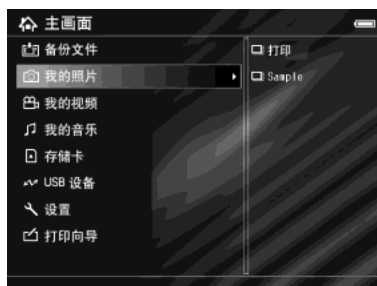 主画面
备份文件
我的照片
我的视频
我的音乐
存储卡
USB 设备
设置
打印向导
打印
Sample